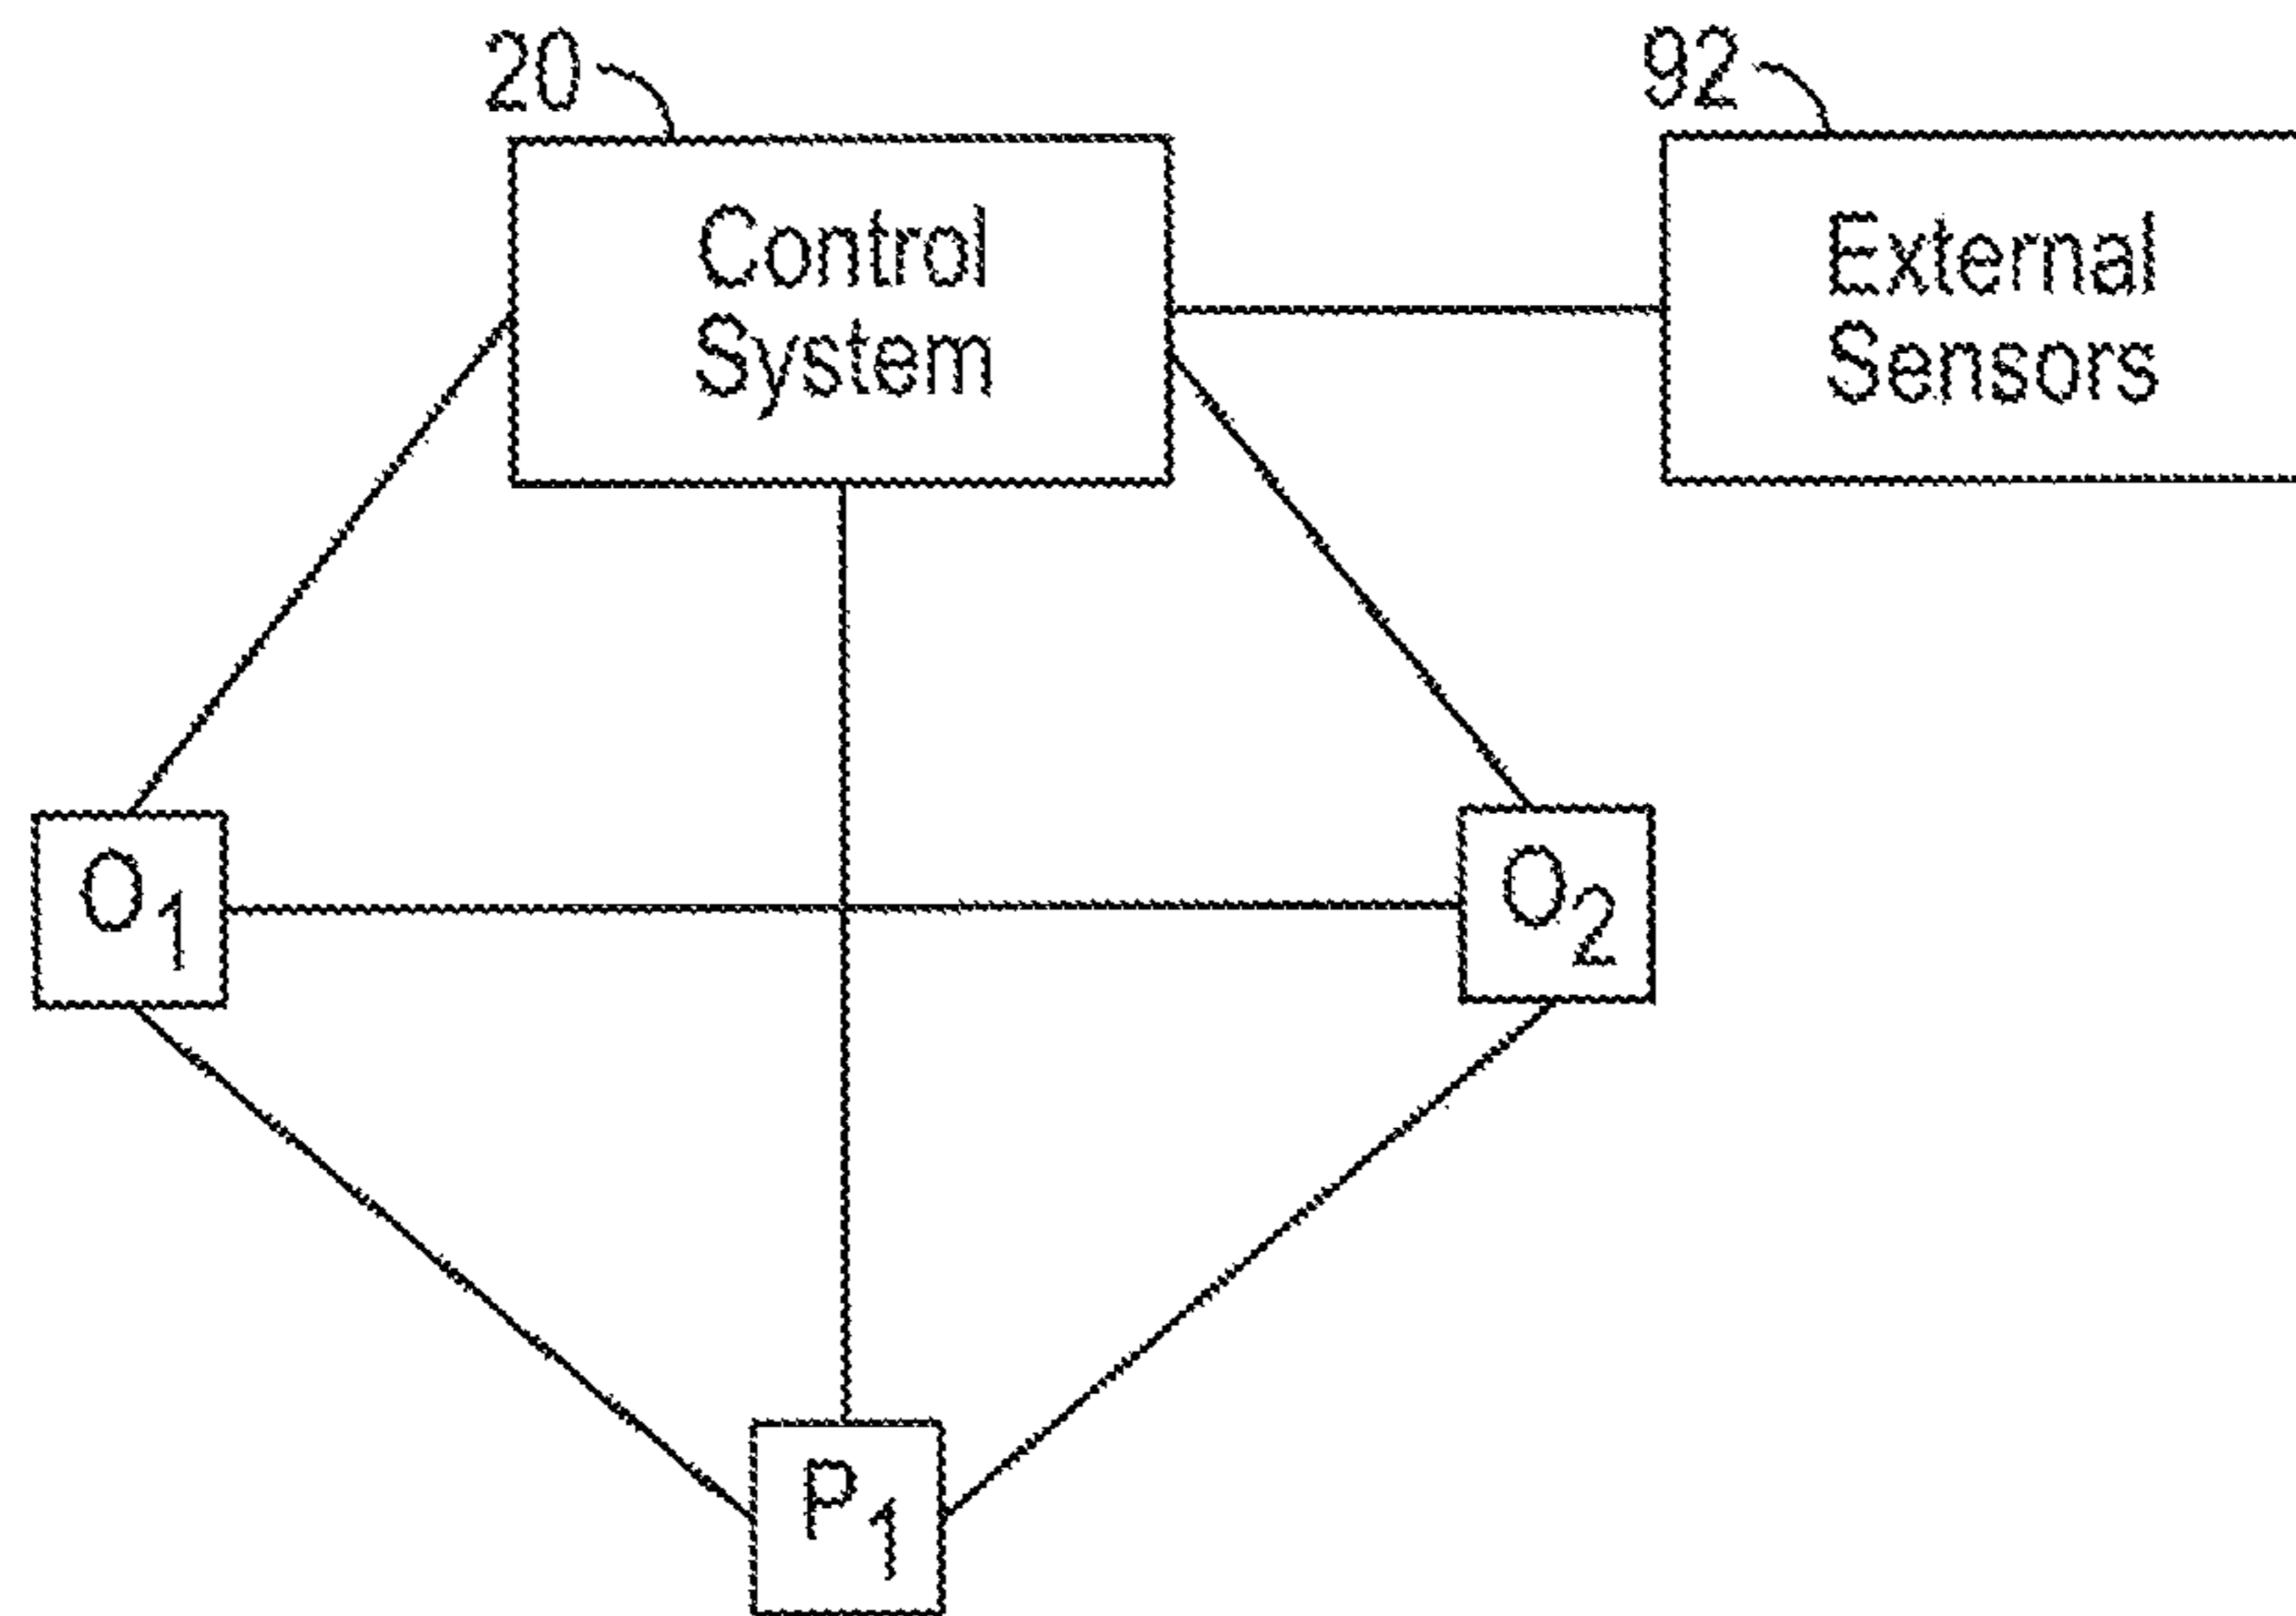 20
92
Control
System
External
Sensors
O1
O2
P1